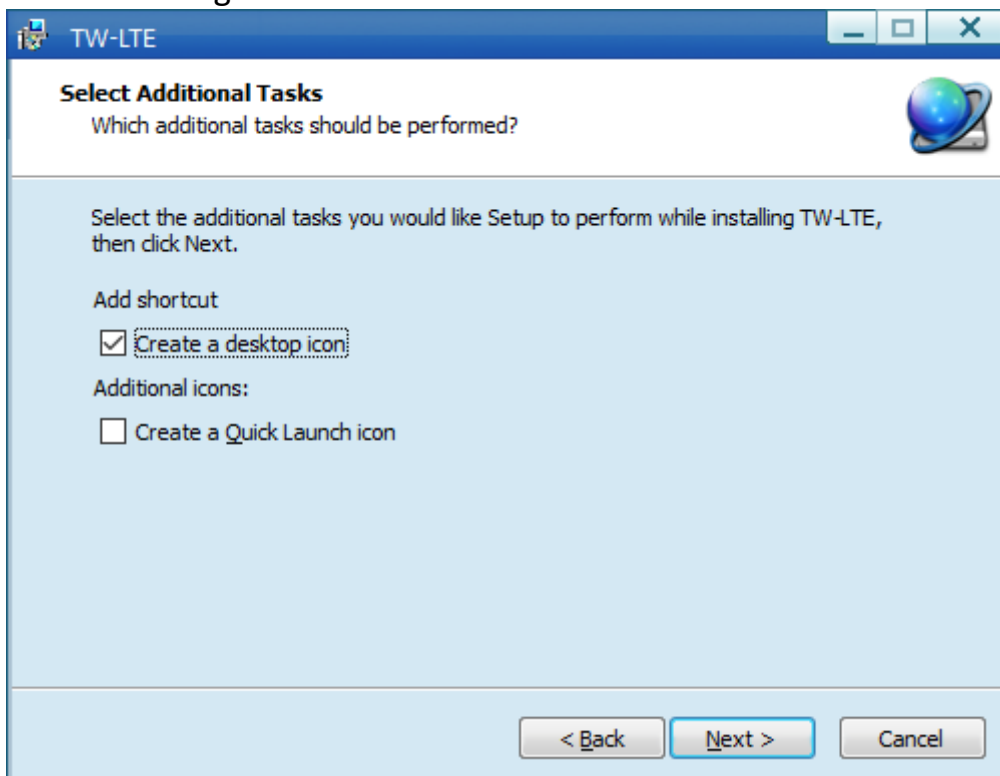 TW-LTE
Select Additional Tasks
Which additional tasks should be performed?
Select the additional tasks you would like Setup to perform while installing TW-LTE,
then click Next.
Add shortcut
Create a desktop icon
Additional icons:
Create a Quick Launch icon
< Back Next > Cancel